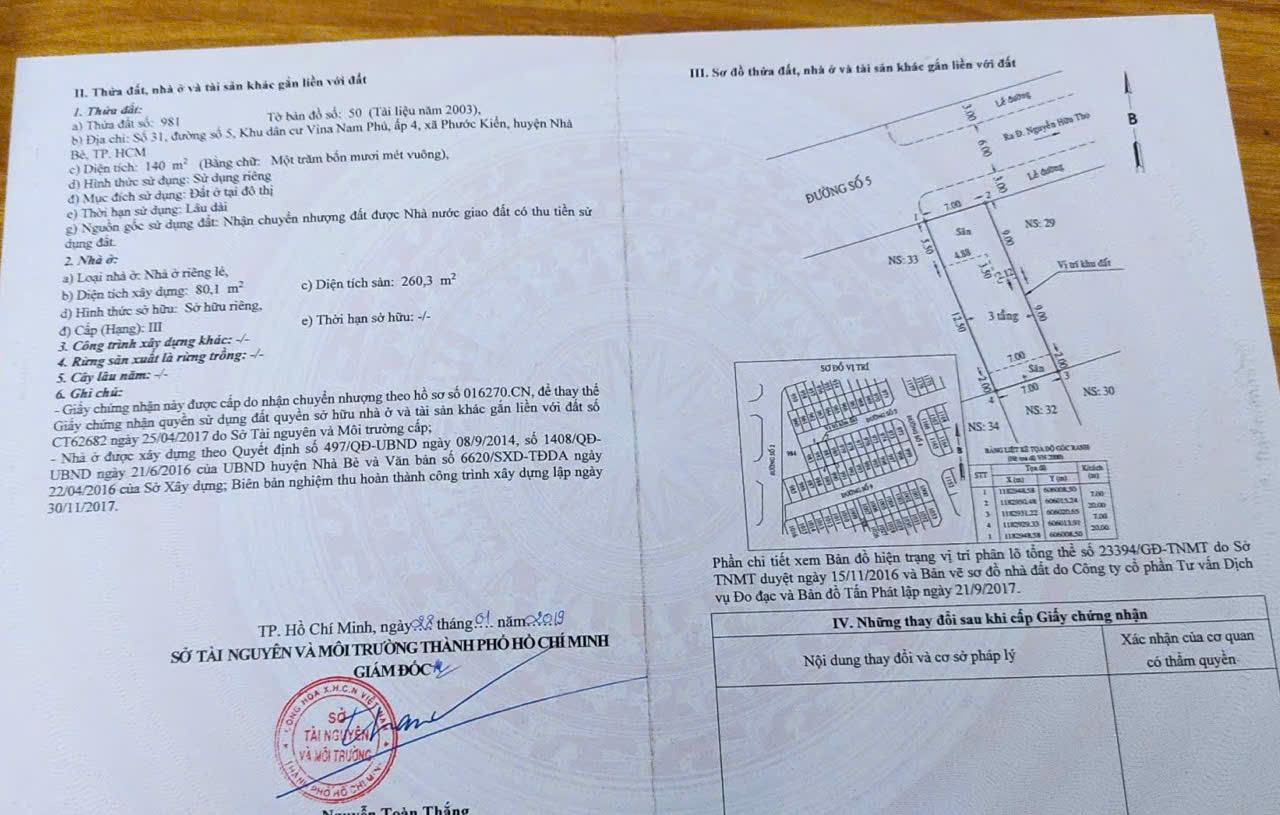 II. Thửa đất, nhà ở và tài sản khác gắn liền với đất
1. Thửa đất:
a) Thửa đất số: 981 Tờ bản đồ số: 50 (Tài liệu năm 2003),
b) Địa chỉ: Số 31, đường số 5, Khu dân cư Vina Nam Phú, ấp 4, xã Phước Kiển, huyện Nhà
Bè, TP. HCM
c) Diện tích: 140 m² (Bằng chữ: Một trăm bốn mươi mét vuông),
d) Hình thức sử dụng: Sử dụng riêng
đ) Mục đích sử dụng: Đất ở tại đô thị
e) Thời hạn sử dụng: Lâu dài
g) Nguồn gốc sử dụng đất: Nhận chuyển nhượng đất được Nhà nước giao đất có thu tiền sử
dụng đất.
2. Nhà ở:
a) Loại nhà ở: Nhà ở riêng lẻ,
b) Diện tích xây dựng: 80,1 m² c) Diện tích sàn: 260,3 m²
d) Hình thức sở hữu: Sở hữu riêng,
đ) Cấp (Hạng): III e) Thời hạn sở hữu: -/-
3. Công trình xây dựng khác: -/-
4. Rừng sản xuất là rừng trồng: -/-
5. Cây lâu năm: -/-
6. Ghi chú:
- Giấy chứng nhận này được cấp do nhận chuyển nhượng theo hồ sơ số 016270.CN, để thay thế
Giấy chứng nhận quyền sử dụng đất quyền sở hữu nhà ở và tài sản khác gắn liền với đất số
CT62682 ngày 25/04/2017 do Sở Tài nguyên và Môi trường cấp;
- Nhà ở được xây dựng theo Quyết định số 497/QĐ-UBND ngày 08/9/2014, số 1408/QĐ-
UBND ngày 21/6/2016 của UBND huyện Nhà Bè và Văn bản số 6620/SXD-TĐDA ngày
22/04/2016 của Sở Xây dựng; Biên bản nghiệm thu hoàn thành công trình xây dựng lập ngày
30/11/2017.
TP. Hồ Chí Minh, ngày 28 tháng 01 năm 2019
SỞ TÀI NGUYÊN VÀ MÔI TRƯỜNG THÀNH PHỐ HỒ CHÍ MINH
GIÁM ĐỐC
CỘNG HÒA X.H.C.N VIỆT NAM
SỞ
TÀI NGUYÊN
VÀ MÔI TRƯỜNG
THÀNH PHỐ HỒ CHÍ MINH
Nguyễn Toàn Thắng
III. Sơ đồ thửa đất, nhà ở và tài sản khác gắn liền với đất
3.00
Lề đường
6.00
Ra Đ. Nguyễn Hữu Thọ
B
3.00
Lề đường
ĐƯỜNG SỐ 5
1
7.00
2
Sân
NS: 29
5.50
4.88
9.00
NS: 33
3.50
2.12
Vị trí khu đất
12.50
3 tầng
9.00
7.00
2.00
2.00
Sân
3
4
7.00
NS: 30
NS: 32
NS: 34
SƠ ĐỒ VỊ TRÍ
ĐƯỜNG SỐ 2
984
ĐƯỜNG SỐ 5
ĐƯỜNG SỐ 9
B
BẢNG LIỆT KÊ TỌA ĐỘ GÓC RANH
(Hệ tọa độ VN 2000)
STT Tọa độ Kcách
X (m) Y (m) (m)
1 1182948.58 606008.50
7.00
2 1182950.48 606015.24
20.00
3 1182931.22 606020.65
7.00
4 1182929.33 606013.91
20.00
1 1182948.58 606008.50
Phần chi tiết xem Bản đồ hiện trạng vị trí phân lô tổng thể số 23394/GĐ-TNMT do Sở
TNMT duyệt ngày 15/11/2016 và Bản vẽ sơ đồ nhà đất do Công ty cổ phần Tư vấn Dịch
vụ Đo đạc và Bản đồ Tấn Phát lập ngày 21/9/2017.
IV. Những thay đổi sau khi cấp Giấy chứng nhận
Nội dung thay đổi và cơ sở pháp lý
Xác nhận của cơ quan
có thẩm quyền